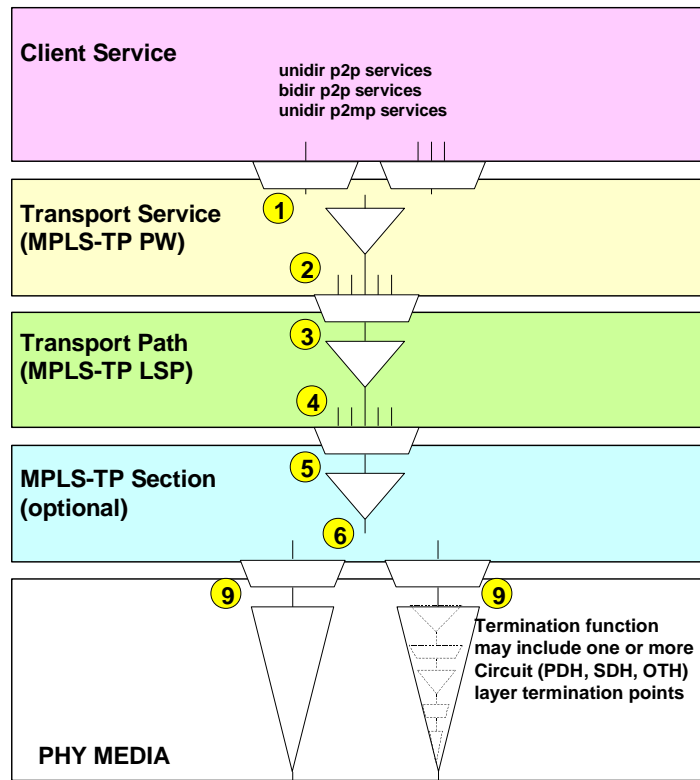 Client Service
unidir p2p services
bidir p2p services
unidir p2mp services
1
Transport Service
(MPLS-TP PW)
2
3
Transport Path
(MPLS-TP LSP)
4
5
MPLS-TP Section
(optional)
6
9
9
Termination function
may include one or more
Circuit (PDH, SDH, OTH)
layer termination points
PHY MEDIA